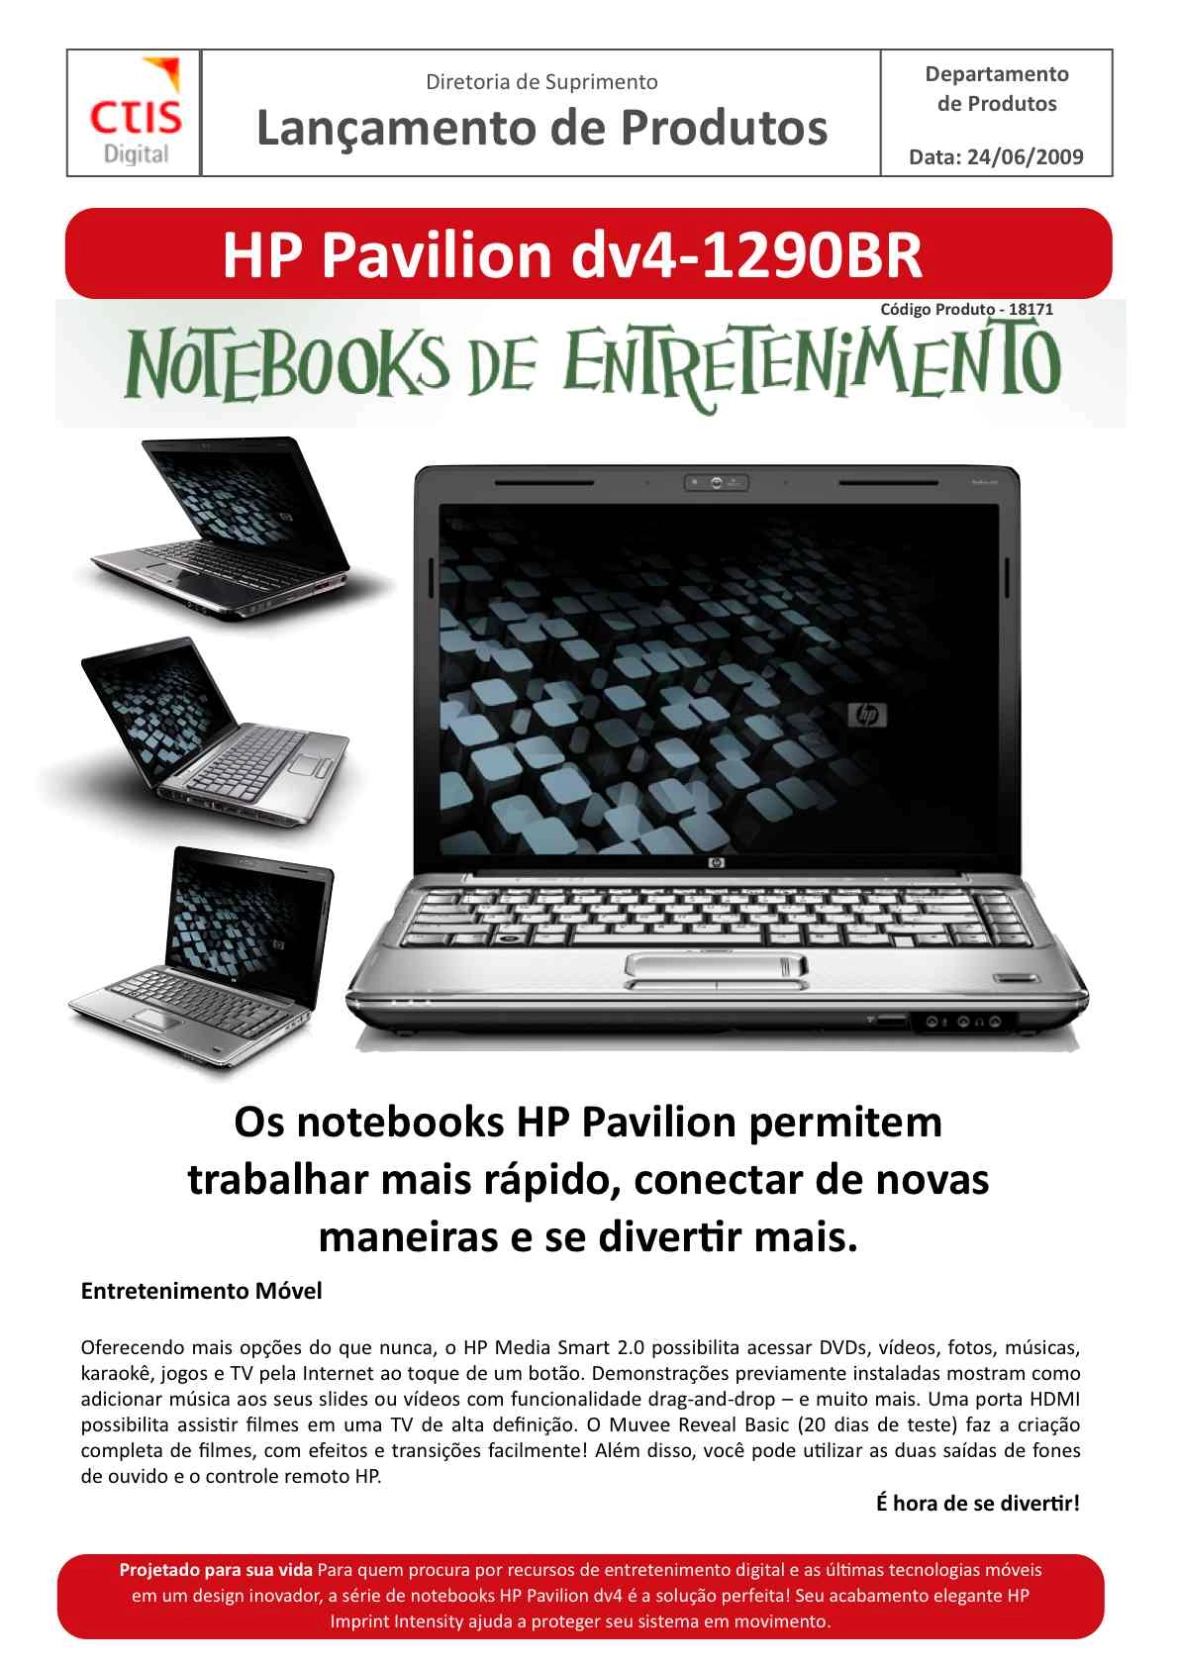 CTIS
Digital
Diretoria de Suprimento
Lançamento de Produtos
Departamento
de Produtos
Data: 24/06/2009
HP Pavilion dv4-1290BR
Código Produto - 18171
NOTEBOOKS DE ENTRETENiMENTO
hp
Os notebooks HP Pavilion permitem
trabalhar mais rápido, conectar de novas
maneiras e se divertir mais.
Entretenimento Móvel
Oferecendo mais opções do que nunca, o HP Media Smart 2.0 possibilita acessar DVDs, vídeos, fotos, músicas,
karaokê, jogos e TV pela Internet ao toque de um botão. Demonstrações previamente instaladas mostram como
adicionar música aos seus slides ou vídeos com funcionalidade drag-and-drop – e muito mais. Uma porta HDMI
possibilita assistir filmes em uma TV de alta definição. O Muvee Reveal Basic (20 dias de teste) faz a criação
completa de filmes, com efeitos e transições facilmente! Além disso, você pode utilizar as duas saídas de fones
de ouvido e o controle remoto HP.
É hora de se divertir!
Projetado para sua vida Para quem procura por recursos de entretenimento digital e as últimas tecnologias móveis
em um design inovador, a série de notebooks HP Pavilion dv4 é a solução perfeita! Seu acabamento elegante HP
Imprint Intensity ajuda a proteger seu sistema em movimento.